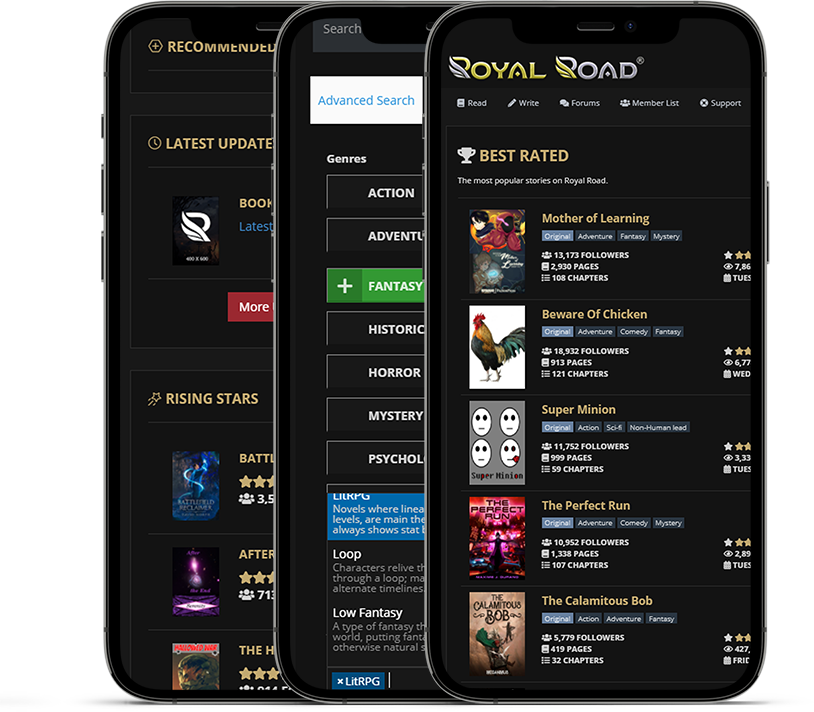 RECOMMENDED
LATEST UPDATE
BOOK
Latest
400 X 600
More
RISING STARS
BATTL
BATTLEFIELD
RECLAIMER
3,5
AFTER
After
the End
Serenity
713
THE H
HALLOWED WAR
914 F
Search
Advanced Search
Genres
ACTION
ADVENTU
FANTASY
HISTORIC
HORROR
MYSTERY
PSYCHOL
LitRPG
Novels where linea
levels, are main the
always shows stat b
Loop
Characters relive th
through a loop; ma
alternate timelines.
Low Fantasy
A type of fantasy th
world, putting fanta
otherwise natural s
×LitRPG
ROYAL ROAD®
Read Write Forums Member List Support
BEST RATED
The most popular stories on Royal Road.
Mother of Learning
Original Adventure Fantasy Mystery
13,173 FOLLOWERS
2,930 PAGES 7,86
108 CHAPTERS TUES
Beware Of Chicken
Original Adventure Comedy Fantasy
18,932 FOLLOWERS
913 PAGES 6,77
121 CHAPTERS WED
Super Minion
Super Minion
Original Action Sci-fi Non-Human lead
11,752 FOLLOWERS
999 PAGES 3,33
59 CHAPTERS TUES
THE PERFECT RUN
The Perfect Run
Original Adventure Comedy Mystery
10,952 FOLLOWERS
1,338 PAGES 2,89
107 CHAPTERS TUES
THE CALAMITOUS BOB
The Calamitous Bob
Original Action Adventure Fantasy
5,779 FOLLOWERS
419 PAGES 427,
32 CHAPTERS FRID